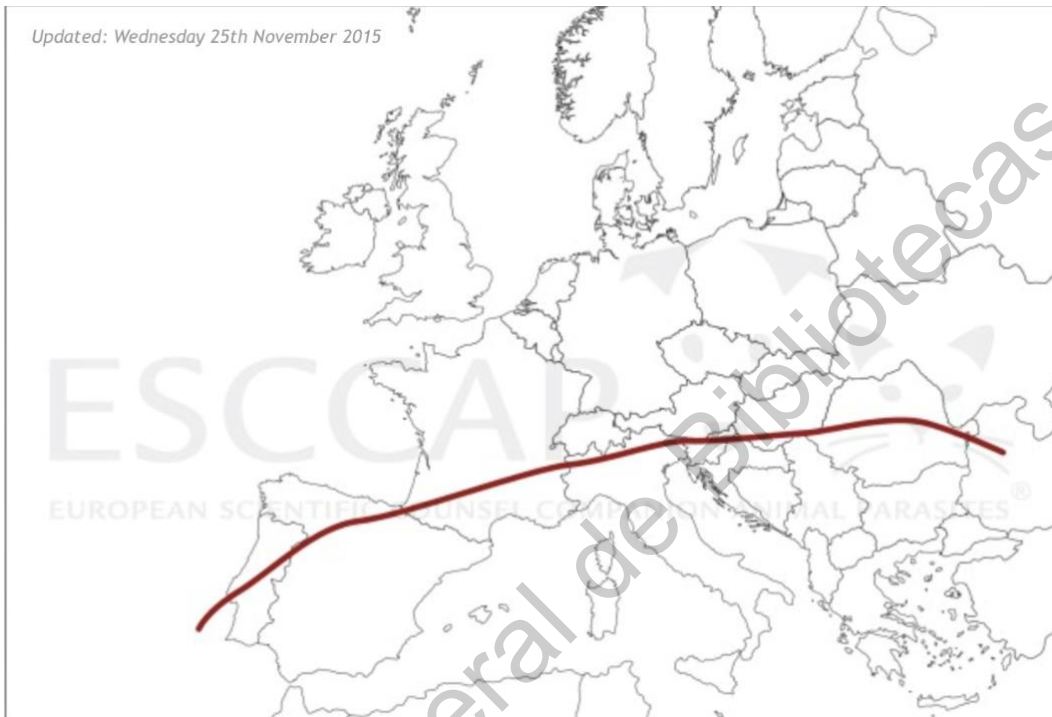 Updated: Wednesday 25th November 2015
ESCCAP
EUROPEAN SCIENTIFIC COUNSEL COMPANION ANIMAL PARASITES
®
eral de Bibliotecas